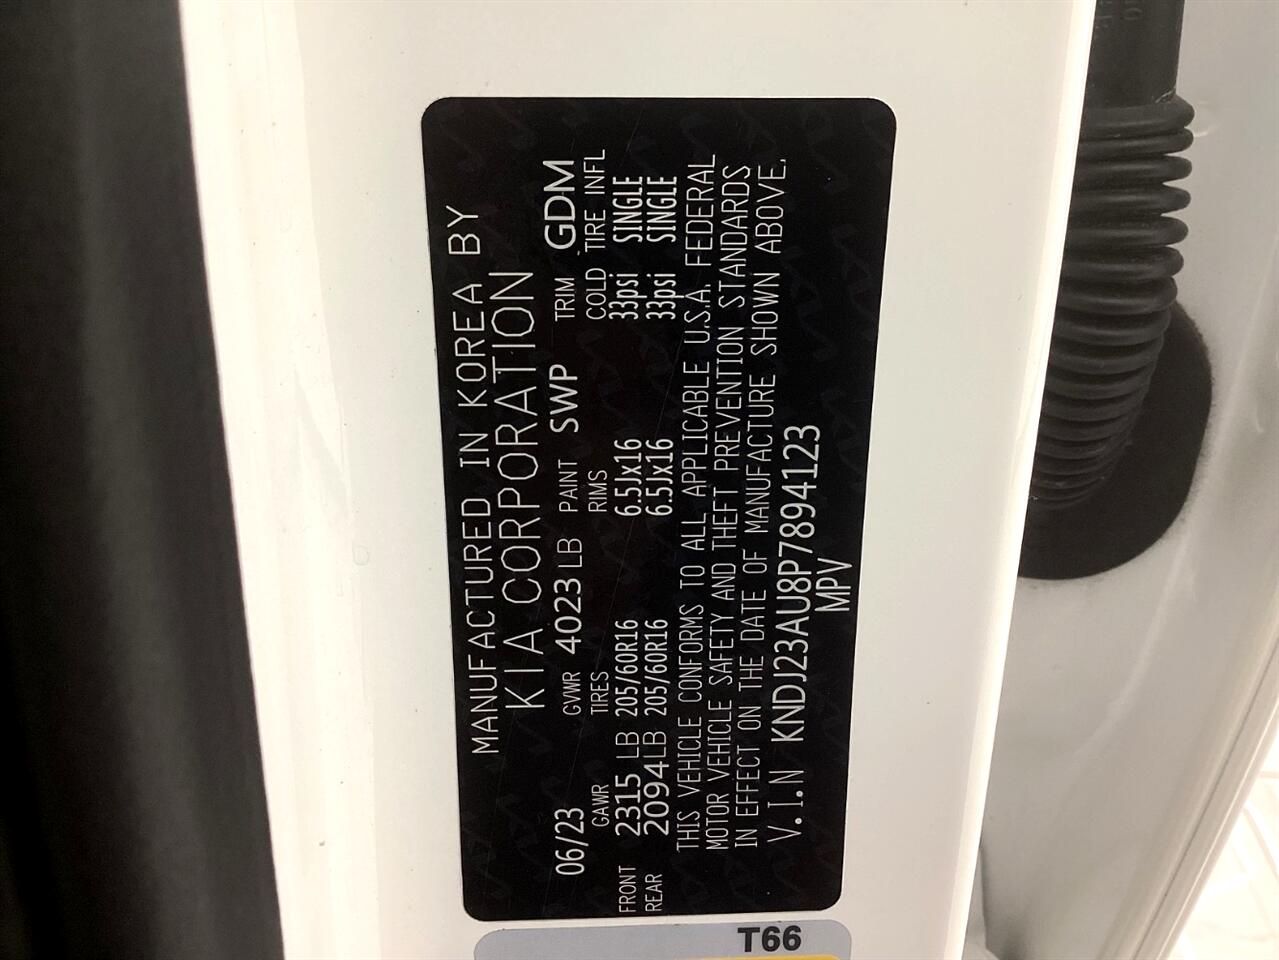 MANUFACTURED IN KOREA BY
KIA CORPORATION
06/23 GVWR 4023 LB PAINT SWP TRIM GDM
GAWR TIRES RIMS COLD TIRE INFL
FRONT 2315 LB 205/60R16 6.5Jx16 33psi SINGLE
REAR 2094LB 205/60R16 6.5Jx16 33psi SINGLE
THIS VEHICLE CONFORMS TO ALL APPLICABLE U.S.A. FEDERAL
MOTOR VEHICLE SAFETY AND THEFT PREVENTION STANDARDS
IN EFFECT ON THE DATE OF MANUFACTURE SHOWN ABOVE.
V.I.N KNDJ23AU8P7894123
MPV
T66